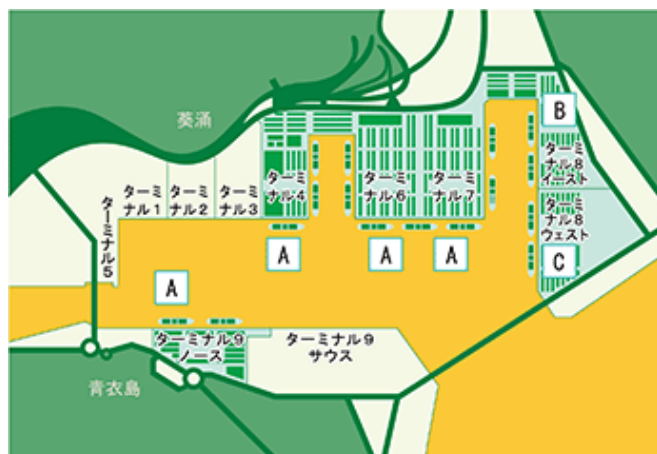 葵涌
B
ターミ
ナル8
イースト
ターミ
ナル4
ターミ
ナル6
ターミ
ナル7
ターミ
ナル1
ターミ
ナル2
ターミ
ナル3
ターミ
ナル8
ウェスト
ターミナル5
A
A
A
C
A
ターミナル9
ノース
ターミナル9
サウス
青衣島